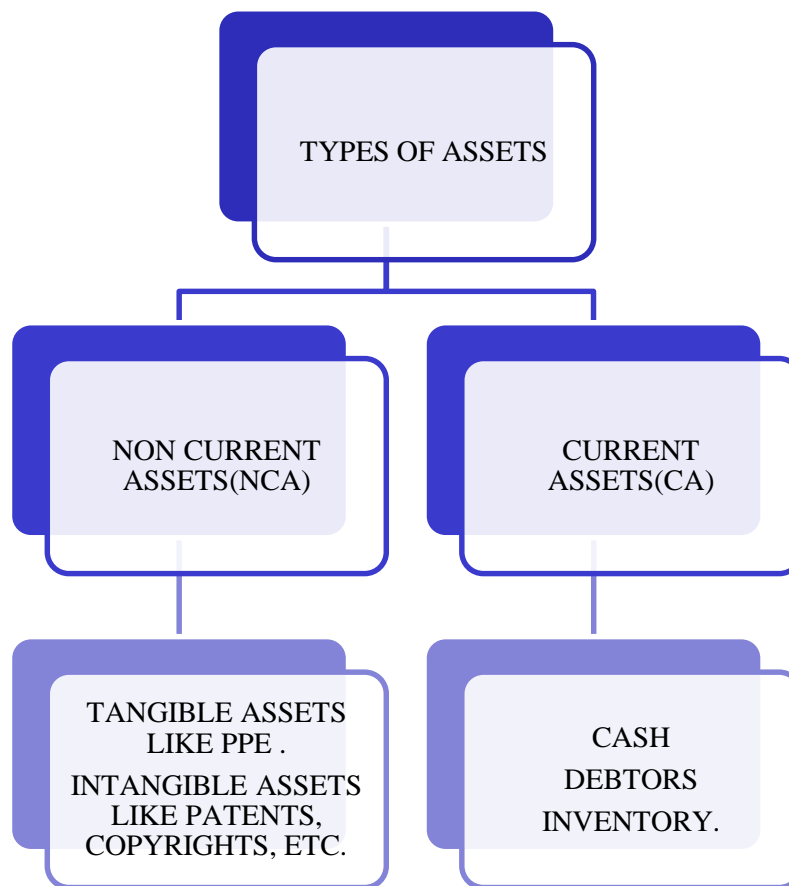 TYPES OF ASSETS
NON CURRENT
ASSETS(NCA)
CURRENT
ASSETS(CA)
TANGIBLE ASSETS
LIKE PPE .
INTANGIBLE ASSETS
LIKE PATENTS,
COPYRIGHTS, ETC.
CASH
DEBTORS
INVENTORY.